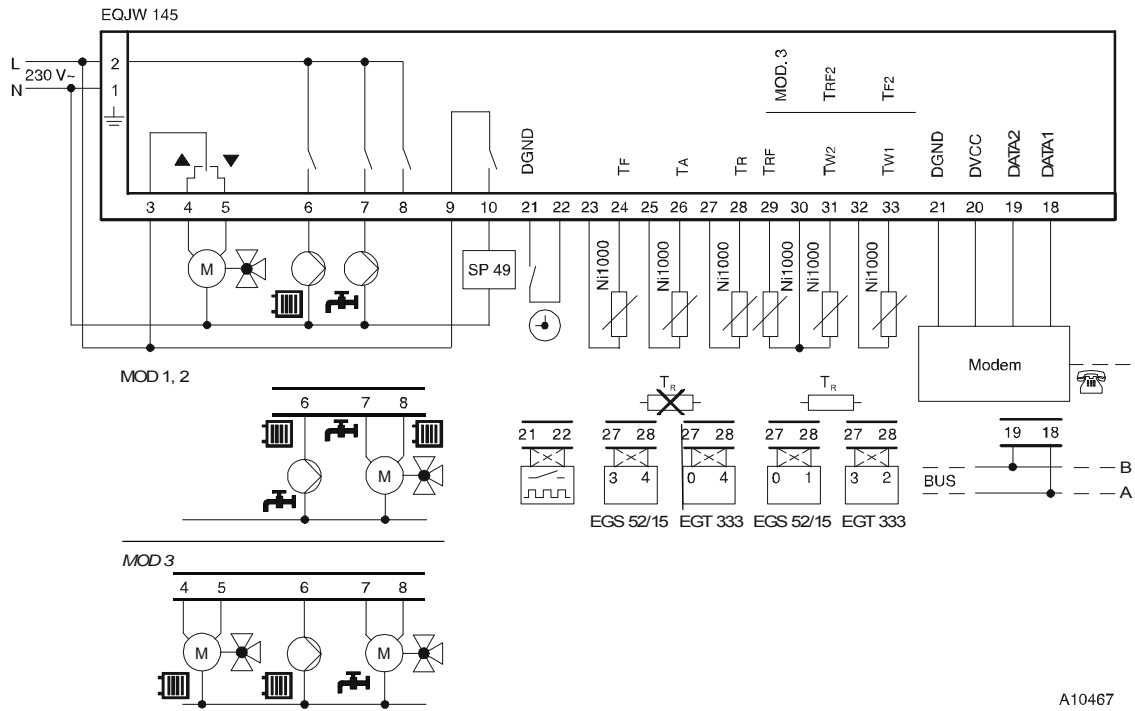 EQJW 145
L
230 V~
N
2
1
MOD. 3
TRF2
TF2
DGND
TF
TA
TR
TRF
TW2
TW1
DGND
DVCC
DATA2
DATA1
3 4 5 6 7 8 9 10 21 22 23 24 25 26 27 28 29 30 31 32 33 21 20 19 18
M
SP 49
Ni1000
Ni1000
Ni1000
Ni1000
Ni1000
Ni1000
Modem
MOD 1, 2
6 7 8
M
TR
TR
21 22 27 28 27 28 27 28 27 28
3 4 0 4 0 1 3 2
EGS 52/15 EGT 333 EGS 52/15 EGT 333
19 18
B
BUS
A
MOD 3
4 5 6 7 8
M
M
A10467